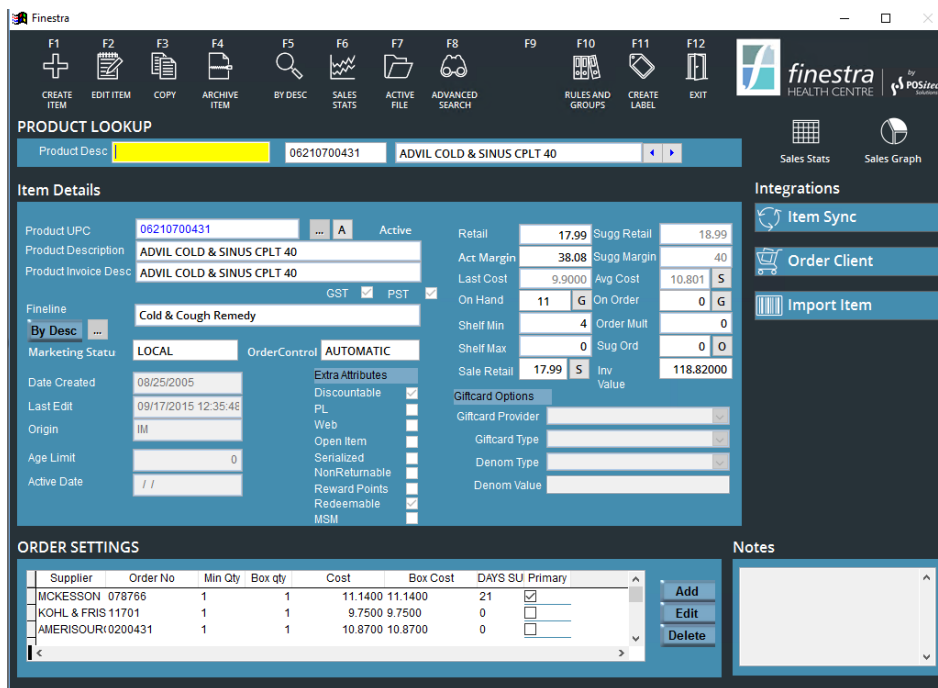 Finestra
F1 F2 F3 F4 F5 F6 F7 F8 F9 F10 F11 F12
CREATE ITEM EDIT ITEM COPY ARCHIVE ITEM BY DESC SALES STATS ACTIVE FILE ADVANCED SEARCH RULES AND GROUPS CREATE LABEL EXIT
finestra
HEALTH CENTRE
by POSitec Solutions
PRODUCT LOOKUP
Product Desc 06210700431 ADVIL COLD & SINUS CPLT 40
Sales Stats Sales Graph
Item Details
Product UPC 06210700431 ... A Active
Product Description ADVIL COLD & SINUS CPLT 40
Product Invoice Desc ADVIL COLD & SINUS CPLT 40
GST PST
Fineline Cold & Cough Remedy
By Desc ...
Marketing Statu LOCAL OrderControl AUTOMATIC
Date Created 08/25/2005
Last Edit 09/17/2015 12:35:48
Origin IM
Age Limit 0
Active Date / /
Extra Attributes
Discountable
PL
Web
Open Item
Serialized
NonReturnable
Reward Points
Redeemable
MSM
Retail 17.99 Sugg Retail 18.99
Act Margin 38.08 Sugg Margin 40
Last Cost 9.9000 Avg Cost 10.801 S
On Hand 11 G On Order 0 G
Shelf Min 4 Order Mult 0
Shelf Max 0 Sug Ord 0 O
Sale Retail 17.99 S Inv Value 118.82000
Giftcard Options
Giftcard Provider
Giftcard Type
Denom Type
Denom Value
Integrations
Item Sync
Order Client
Import Item
ORDER SETTINGS
Supplier Order No Min Qty Box qty Cost Box Cost DAYS SU Primary
MCKESSON 078766 1 1 11.1400 11.1400 21
KOHL & FRIS 11701 1 1 9.7500 9.7500 0
AMERISOUR( 0200431 1 1 10.8700 10.8700 0
Add
Edit
Delete
Notes